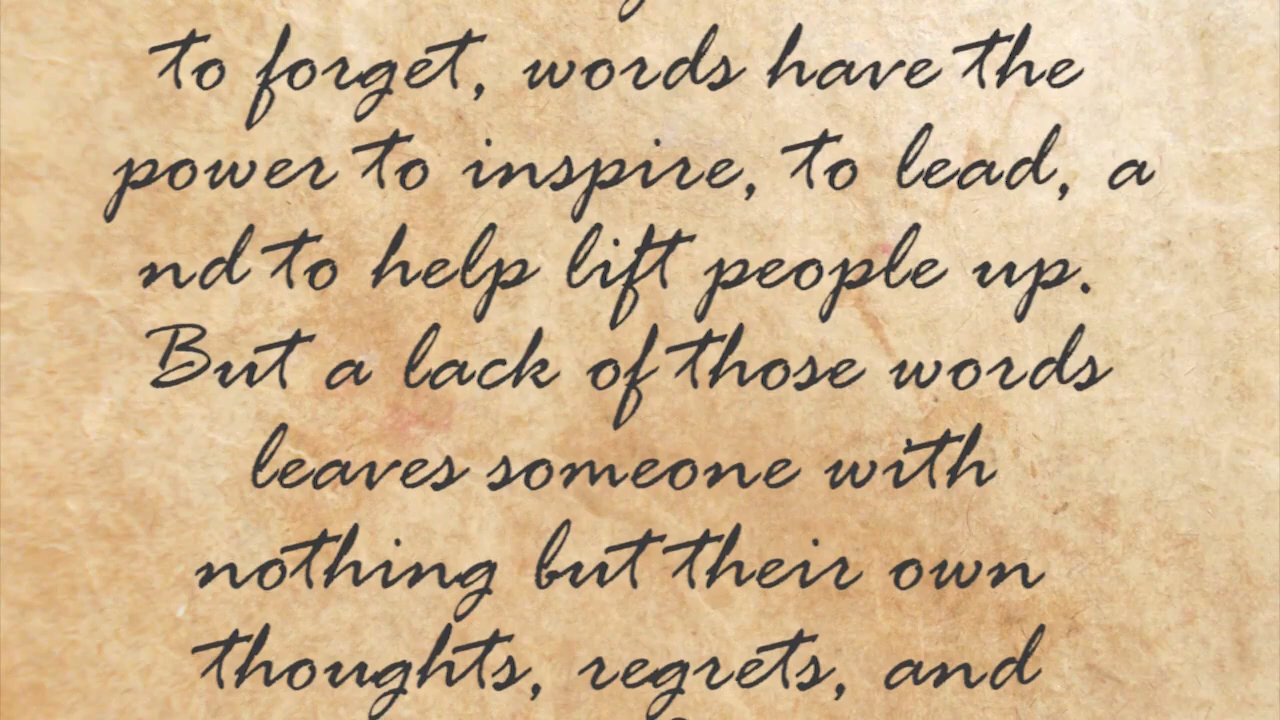 to forget, words have the
power to inspire, to lead, a
nd to help lift people up.
But a lack of those words
leaves someone with
nothing but their own
thoughts, regrets, and